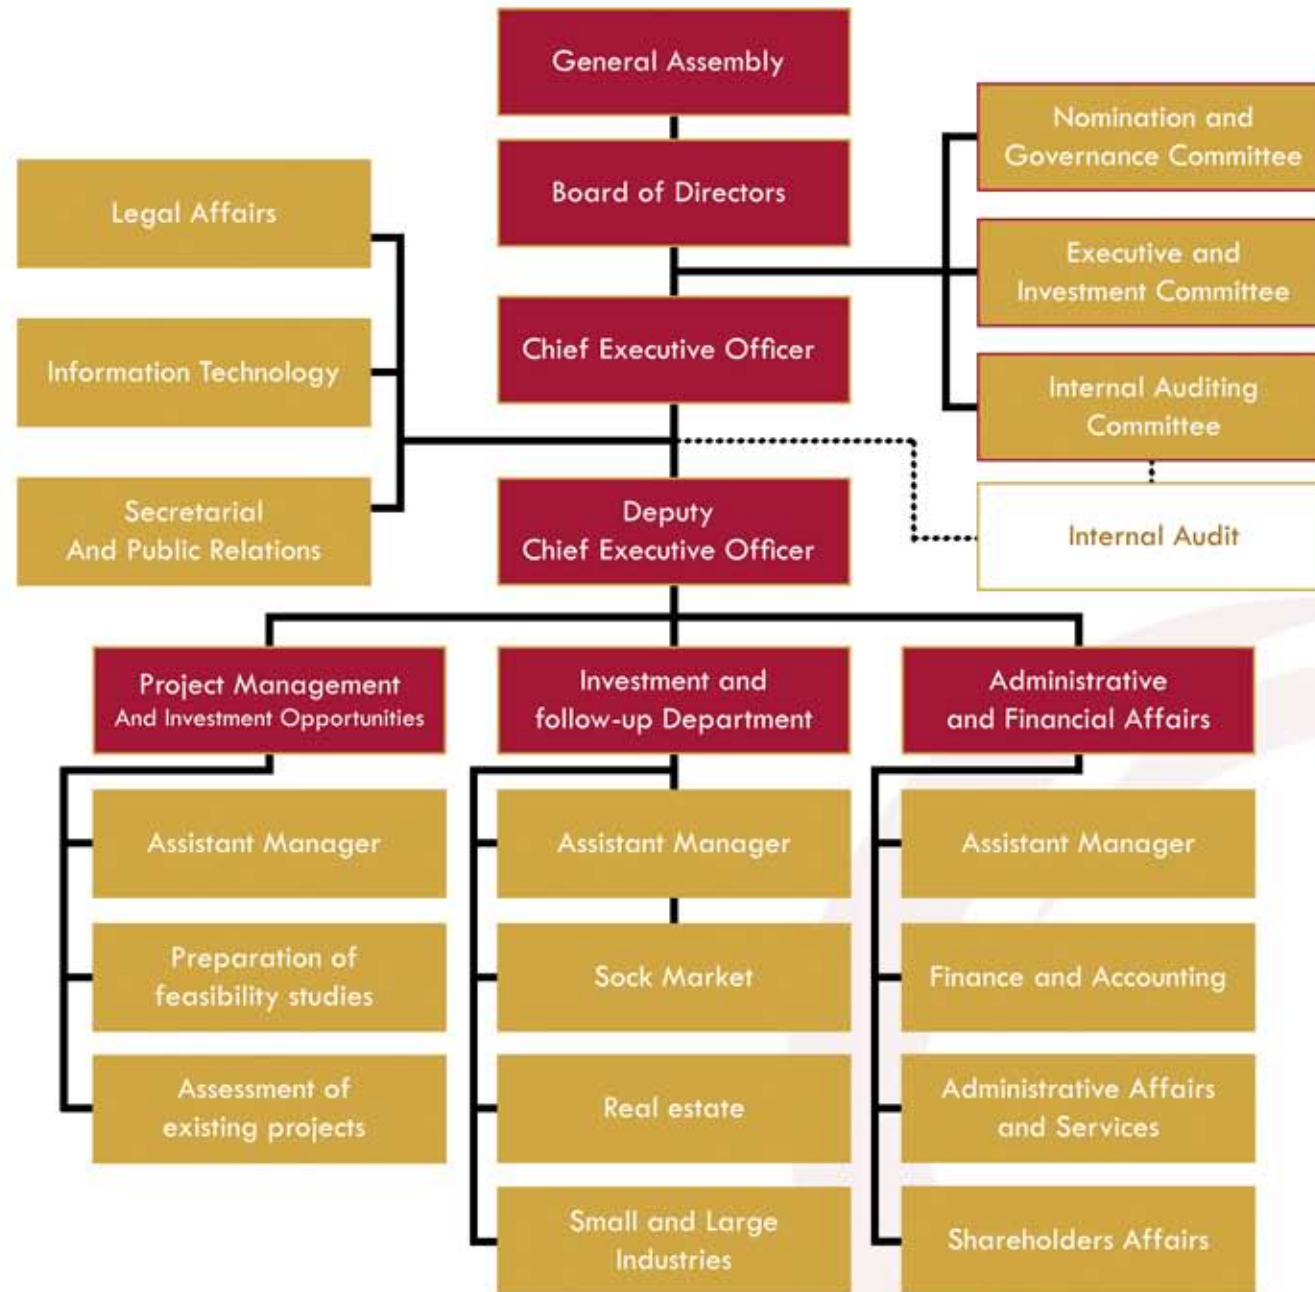 General Assembly
Nomination and
Governance Committee
Board of Directors
Legal Affairs
Executive and
Investment Committee
Chief Executive Officer
Information Technology
Internal Auditing
Committee
Secretarial
And Public Relations
Deputy
Chief Executive Officer
Internal Audit
Project Management
And Investment Opportunities
Investment and
follow-up Department
Administrative
and Financial Affairs
Assistant Manager
Assistant Manager
Assistant Manager
Preparation of
feasibility studies
Sock Market
Finance and Accounting
Assessment of
existing projects
Real estate
Administrative Affairs
and Services
Small and Large
Industries
Shareholders Affairs